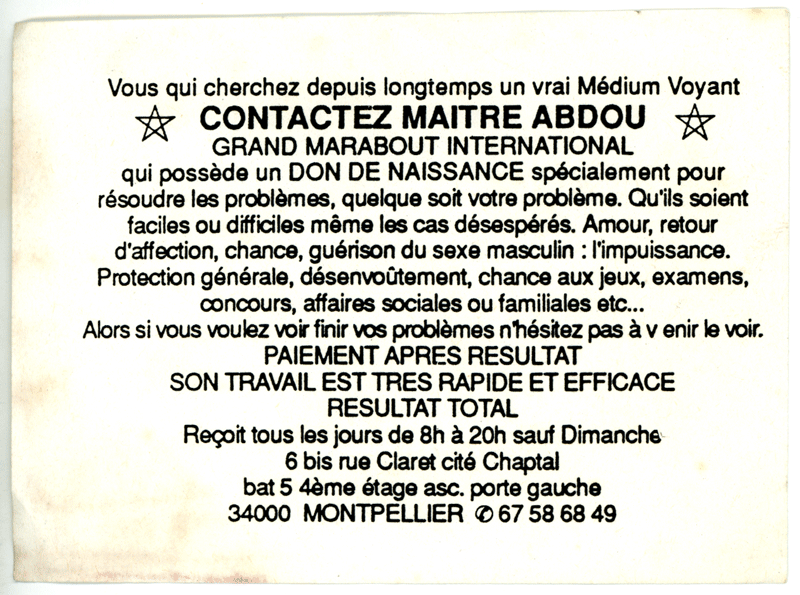 Vous qui cherchez depuis longtemps un vrai Médium Voyant
CONTACTEZ MAITRE ABDOU
GRAND MARABOUT INTERNATIONAL
qui possède un DON DE NAISSANCE spécialement pour
résoudre les problèmes, quelque soit votre problème. Qu'ils soient
faciles ou difficiles même les cas désespérés. Amour, retour
d'affection, chance, guérison du sexe masculin : l'impuissance.
Protection générale, désenvoûtement, chance aux jeux, examens,
concours, affaires sociales ou familiales etc...
Alors si vous voulez voir finir vos problèmes n'hésitez pas à v enir le voir.
PAIEMENT APRES RESULTAT
SON TRAVAIL EST TRES RAPIDE ET EFFICACE
RESULTAT TOTAL
Reçoit tous les jours de 8h à 20h sauf Dimanche
6 bis rue Claret cité Chaptal
bat 5 4ème étage asc. porte gauche
34000 MONTPELLIER ✆ 67 58 68 49